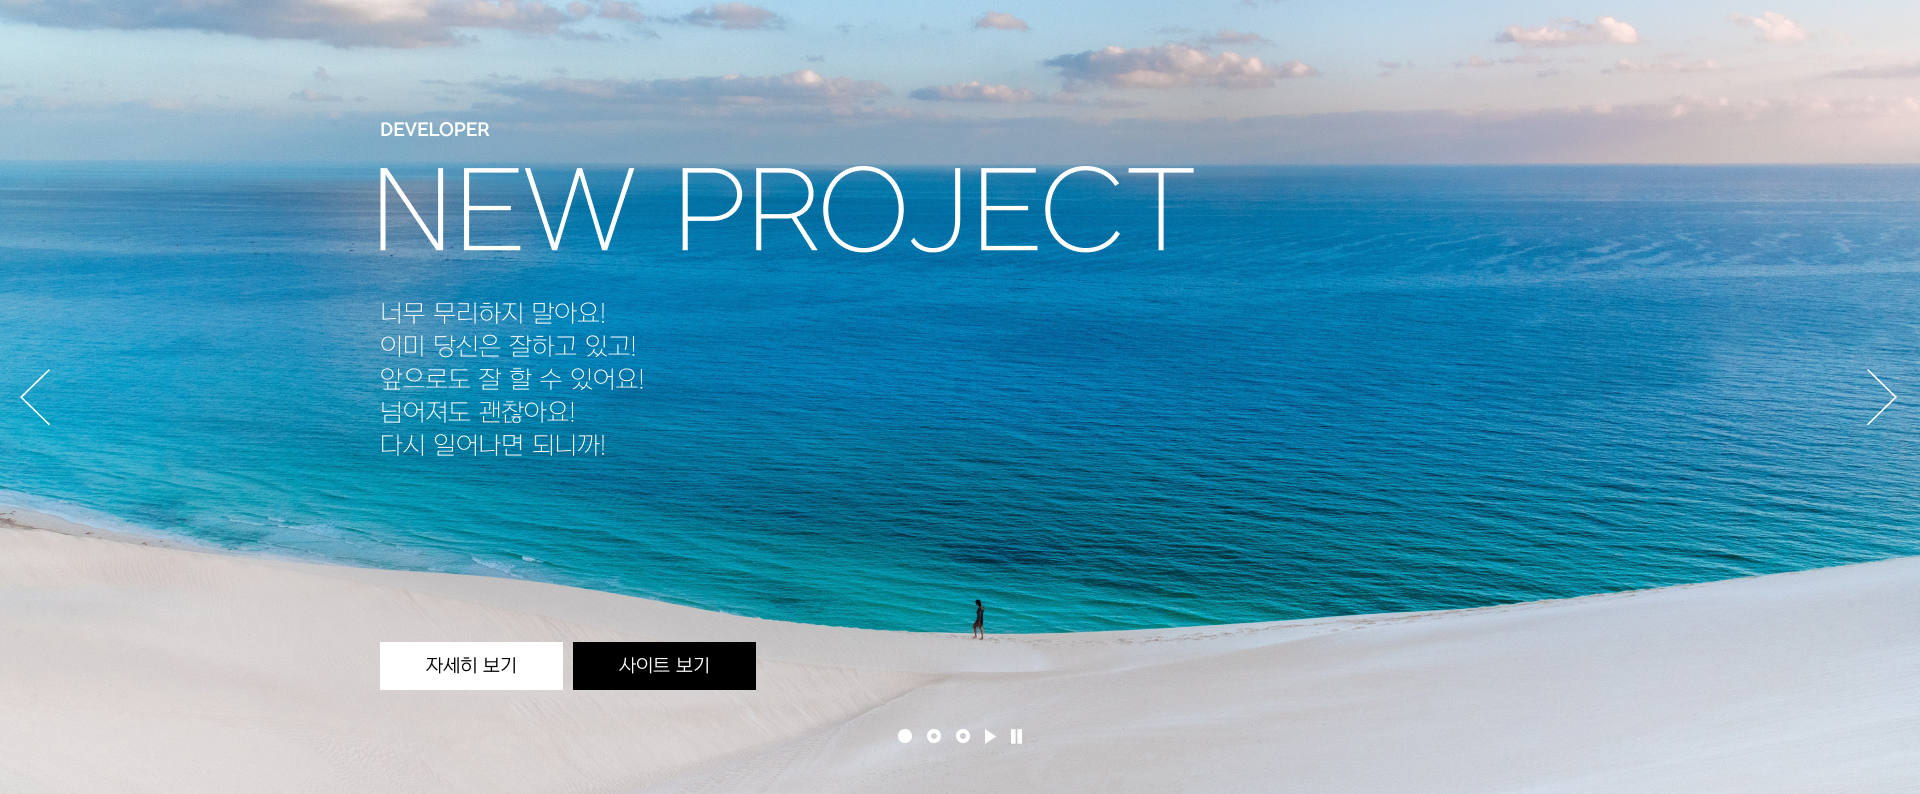 DEVELOPER
NEW PROJECT
너무 무리하지 말아요!
이미 당신은 잘하고 있고!
앞으로도 잘 할 수 있어요!
넘어져도 괜찮아요!
다시 일어나면 되니까!
자세히 보기
사이트 보기